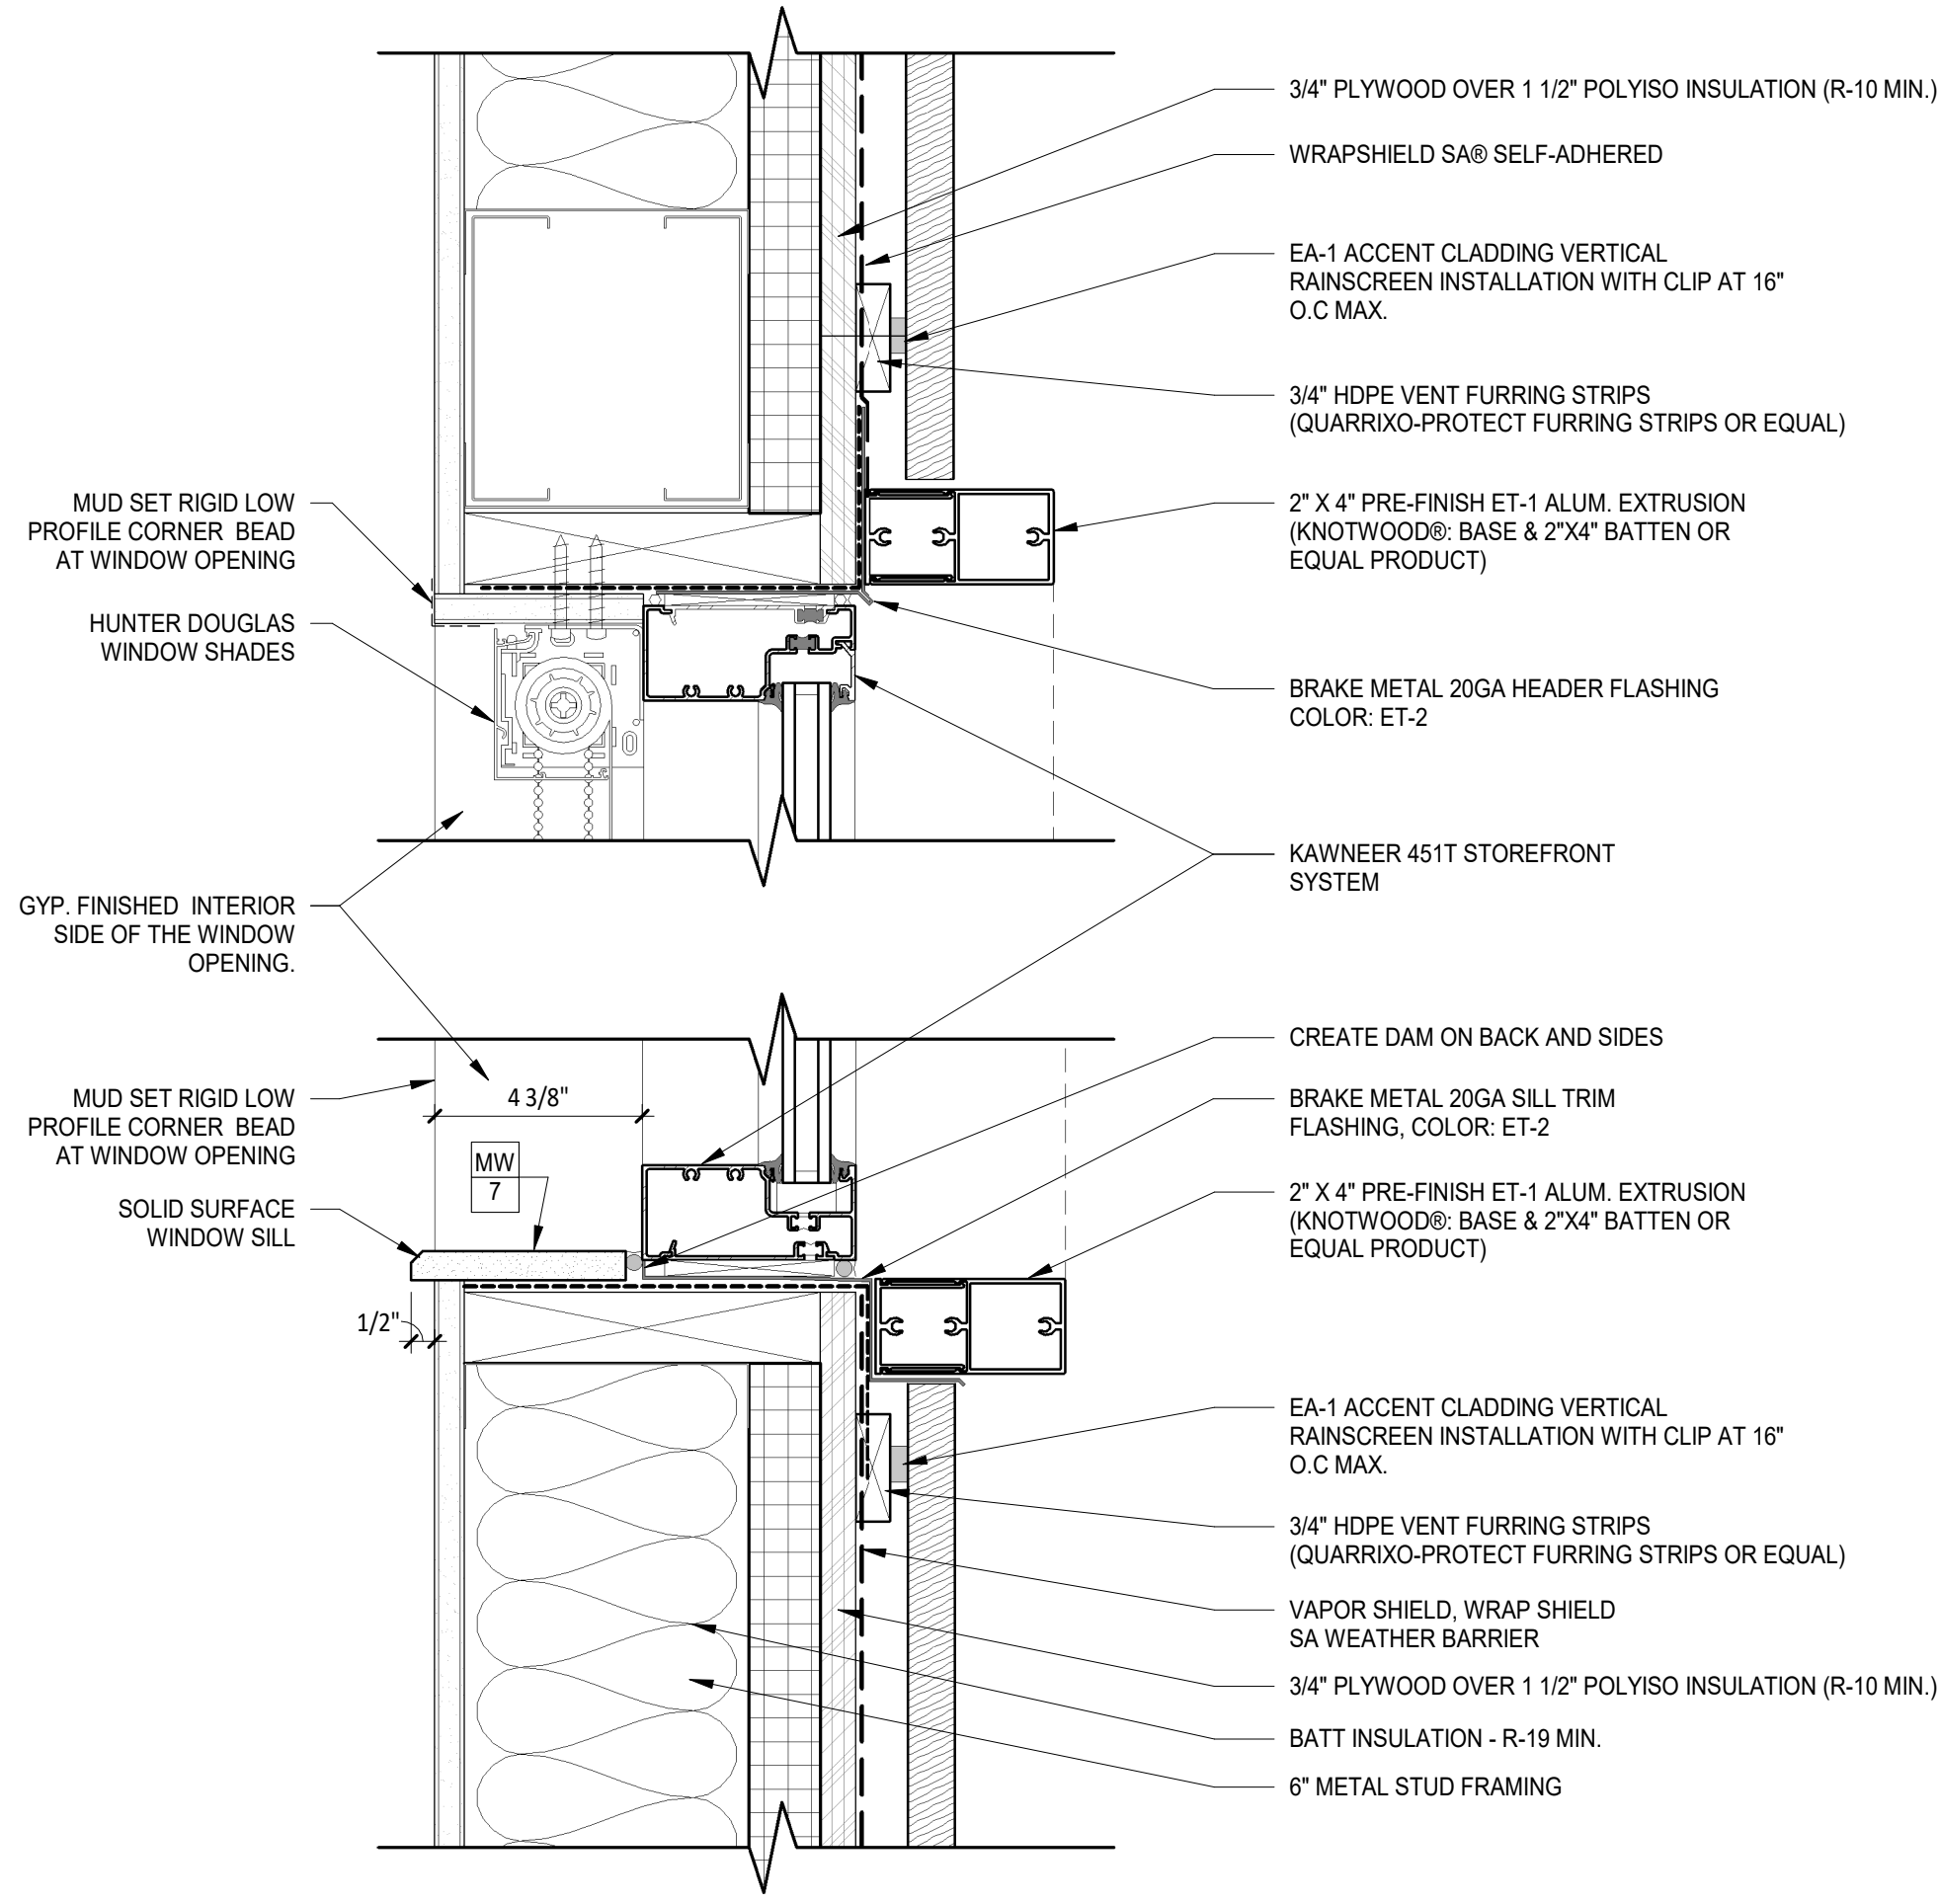 3/4" PLYWOOD OVER 1 1/2" POLYISO INSULATION (R-10 MIN.)
WRAPSHIELD SA® SELF-ADHERED
EA-1 ACCENT CLADDING VERTICAL
RAINSCREEN INSTALLATION WITH CLIP AT 16"
O.C MAX.
3/4" HDPE VENT FURRING STRIPS
(QUARRIXO-PROTECT FURRING STRIPS OR EQUAL)
2" X 4" PRE-FINISH ET-1 ALUM. EXTRUSION
(KNOTWOOD®: BASE & 2"X4" BATTEN OR
EQUAL PRODUCT)
BRAKE METAL 20GA HEADER FLASHING
COLOR: ET-2
KAWNEER 451T STOREFRONT
SYSTEM
MUD SET RIGID LOW
PROFILE CORNER BEAD
AT WINDOW OPENING
HUNTER DOUGLAS
WINDOW SHADES
GYP. FINISHED INTERIOR
SIDE OF THE WINDOW
OPENING.
MUD SET RIGID LOW
PROFILE CORNER BEAD
AT WINDOW OPENING
SOLID SURFACE
WINDOW SILL
4 3/8"
MW
7
1/2"
CREATE DAM ON BACK AND SIDES
BRAKE METAL 20GA SILL TRIM
FLASHING, COLOR: ET-2
2" X 4" PRE-FINISH ET-1 ALUM. EXTRUSION
(KNOTWOOD®: BASE & 2"X4" BATTEN OR
EQUAL PRODUCT)
EA-1 ACCENT CLADDING VERTICAL
RAINSCREEN INSTALLATION WITH CLIP AT 16"
O.C MAX.
3/4" HDPE VENT FURRING STRIPS
(QUARRIXO-PROTECT FURRING STRIPS OR EQUAL)
VAPOR SHIELD, WRAP SHIELD
SA WEATHER BARRIER
3/4" PLYWOOD OVER 1 1/2" POLYISO INSULATION (R-10 MIN.)
BATT INSULATION - R-19 MIN.
6" METAL STUD FRAMING